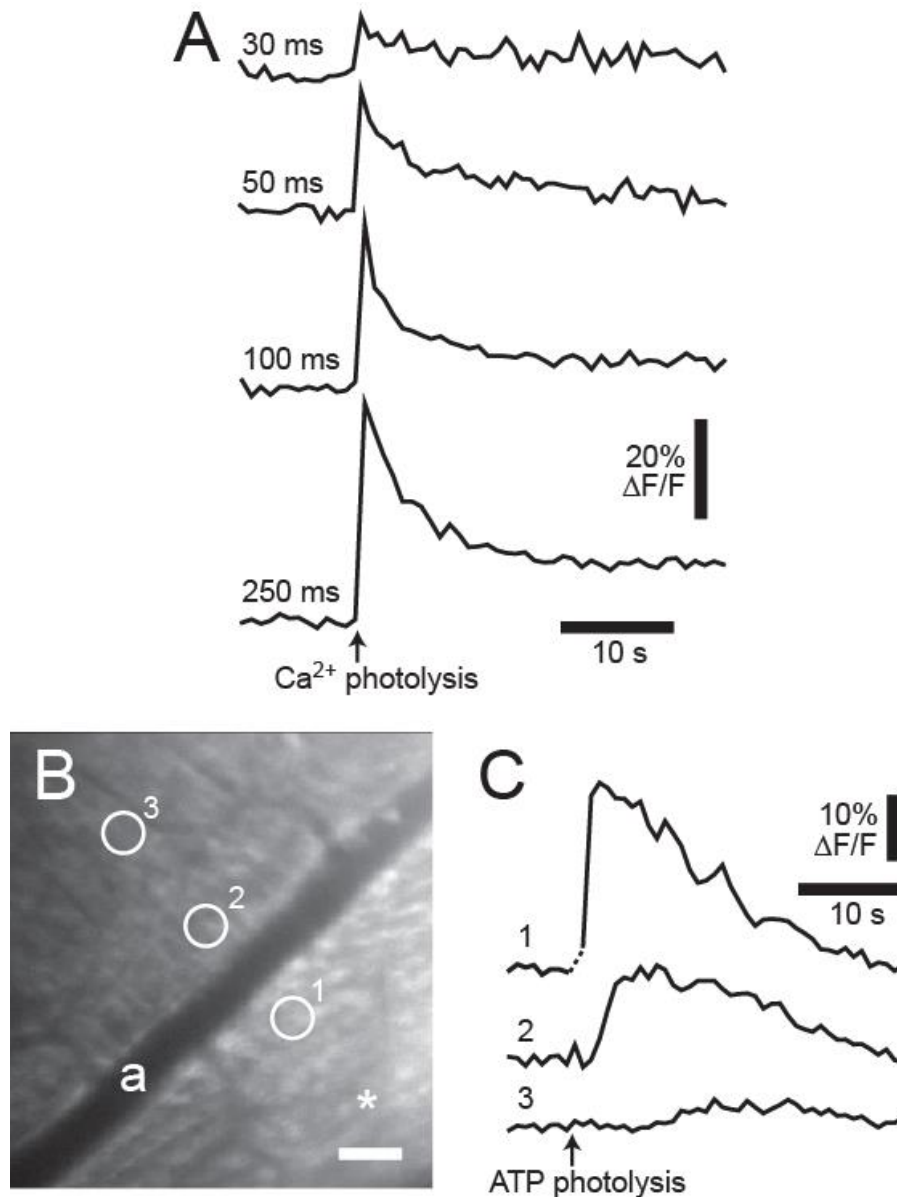 A
30 ms
50 ms
100 ms
20%
ΔF/F
250 ms
10 s
Ca²⁺ photolysis
B
3
2
1
a
*
C
10%
ΔF/F
10 s
1
2
3
ATP photolysis